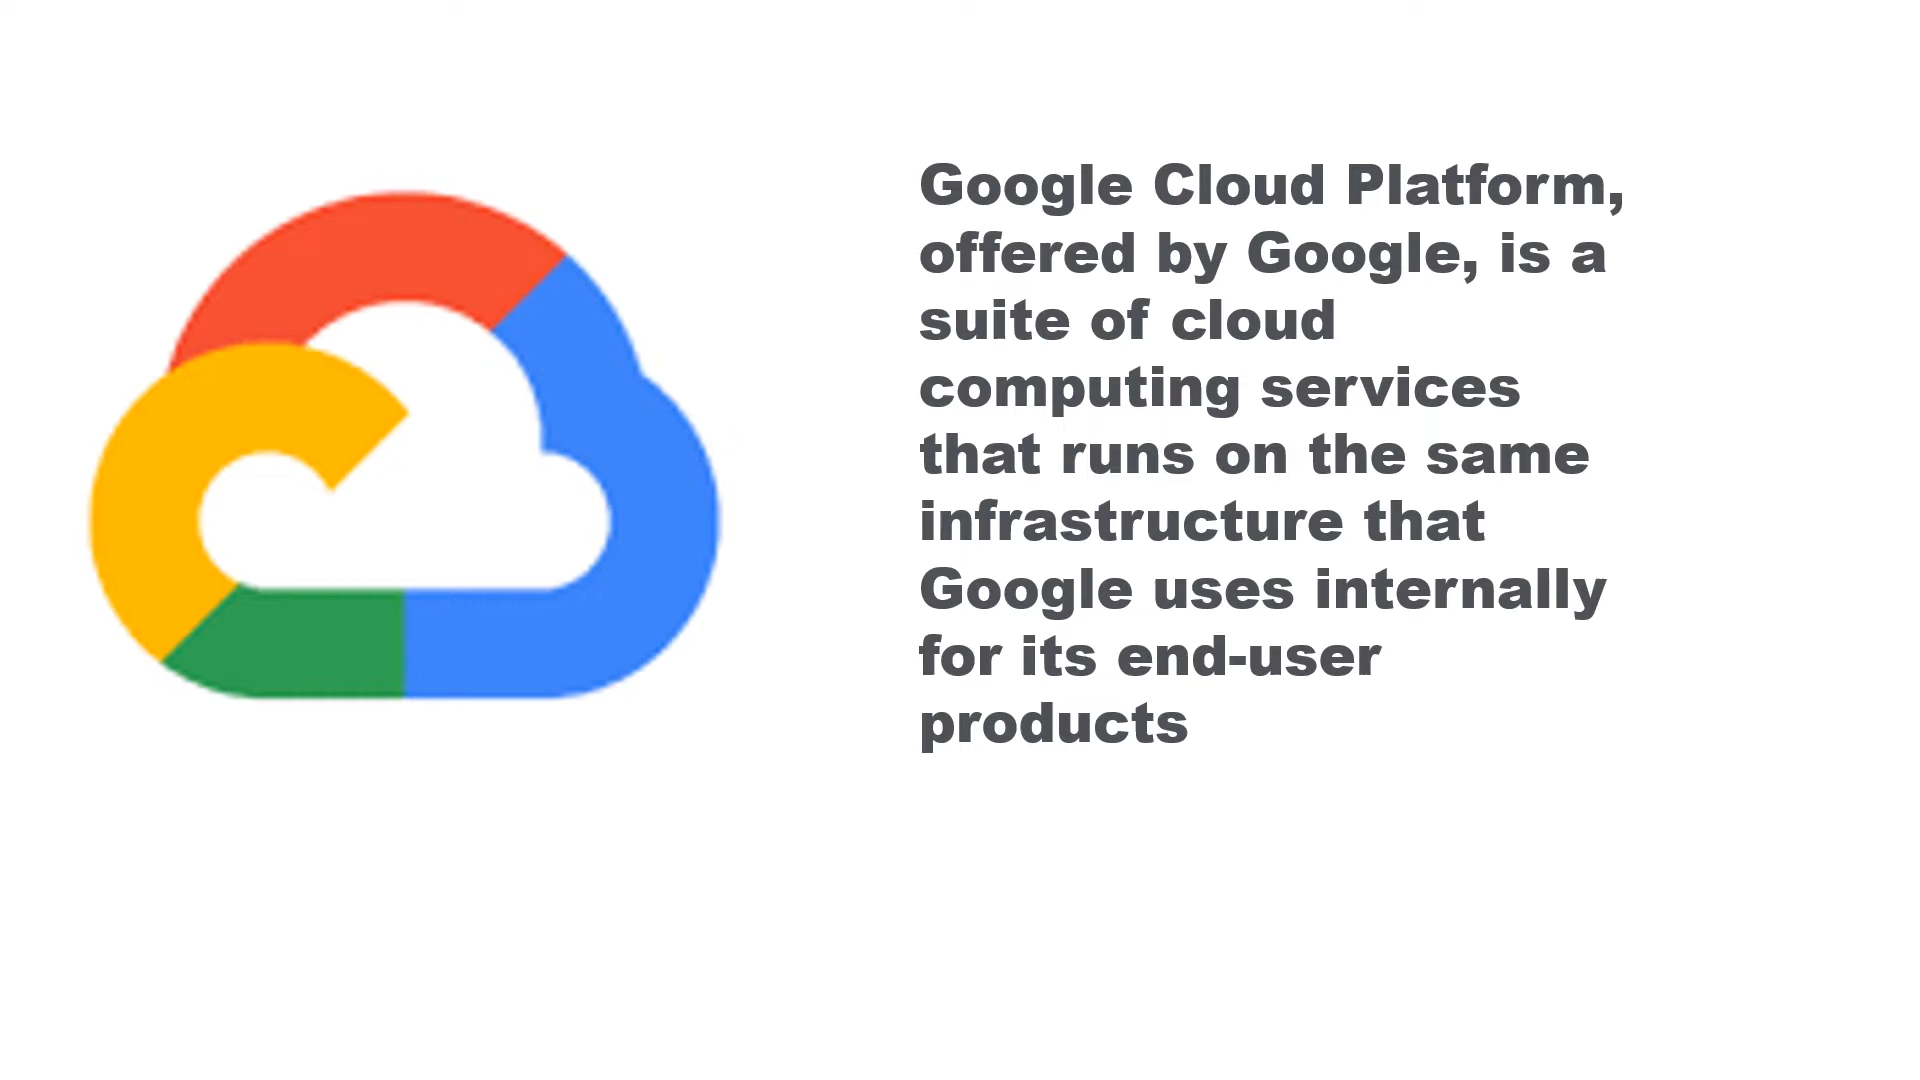 Google Cloud Platform,
offered by Google, is a
suite of cloud
computing services
that runs on the same
infrastructure that
Google uses internally
for its end-user
products